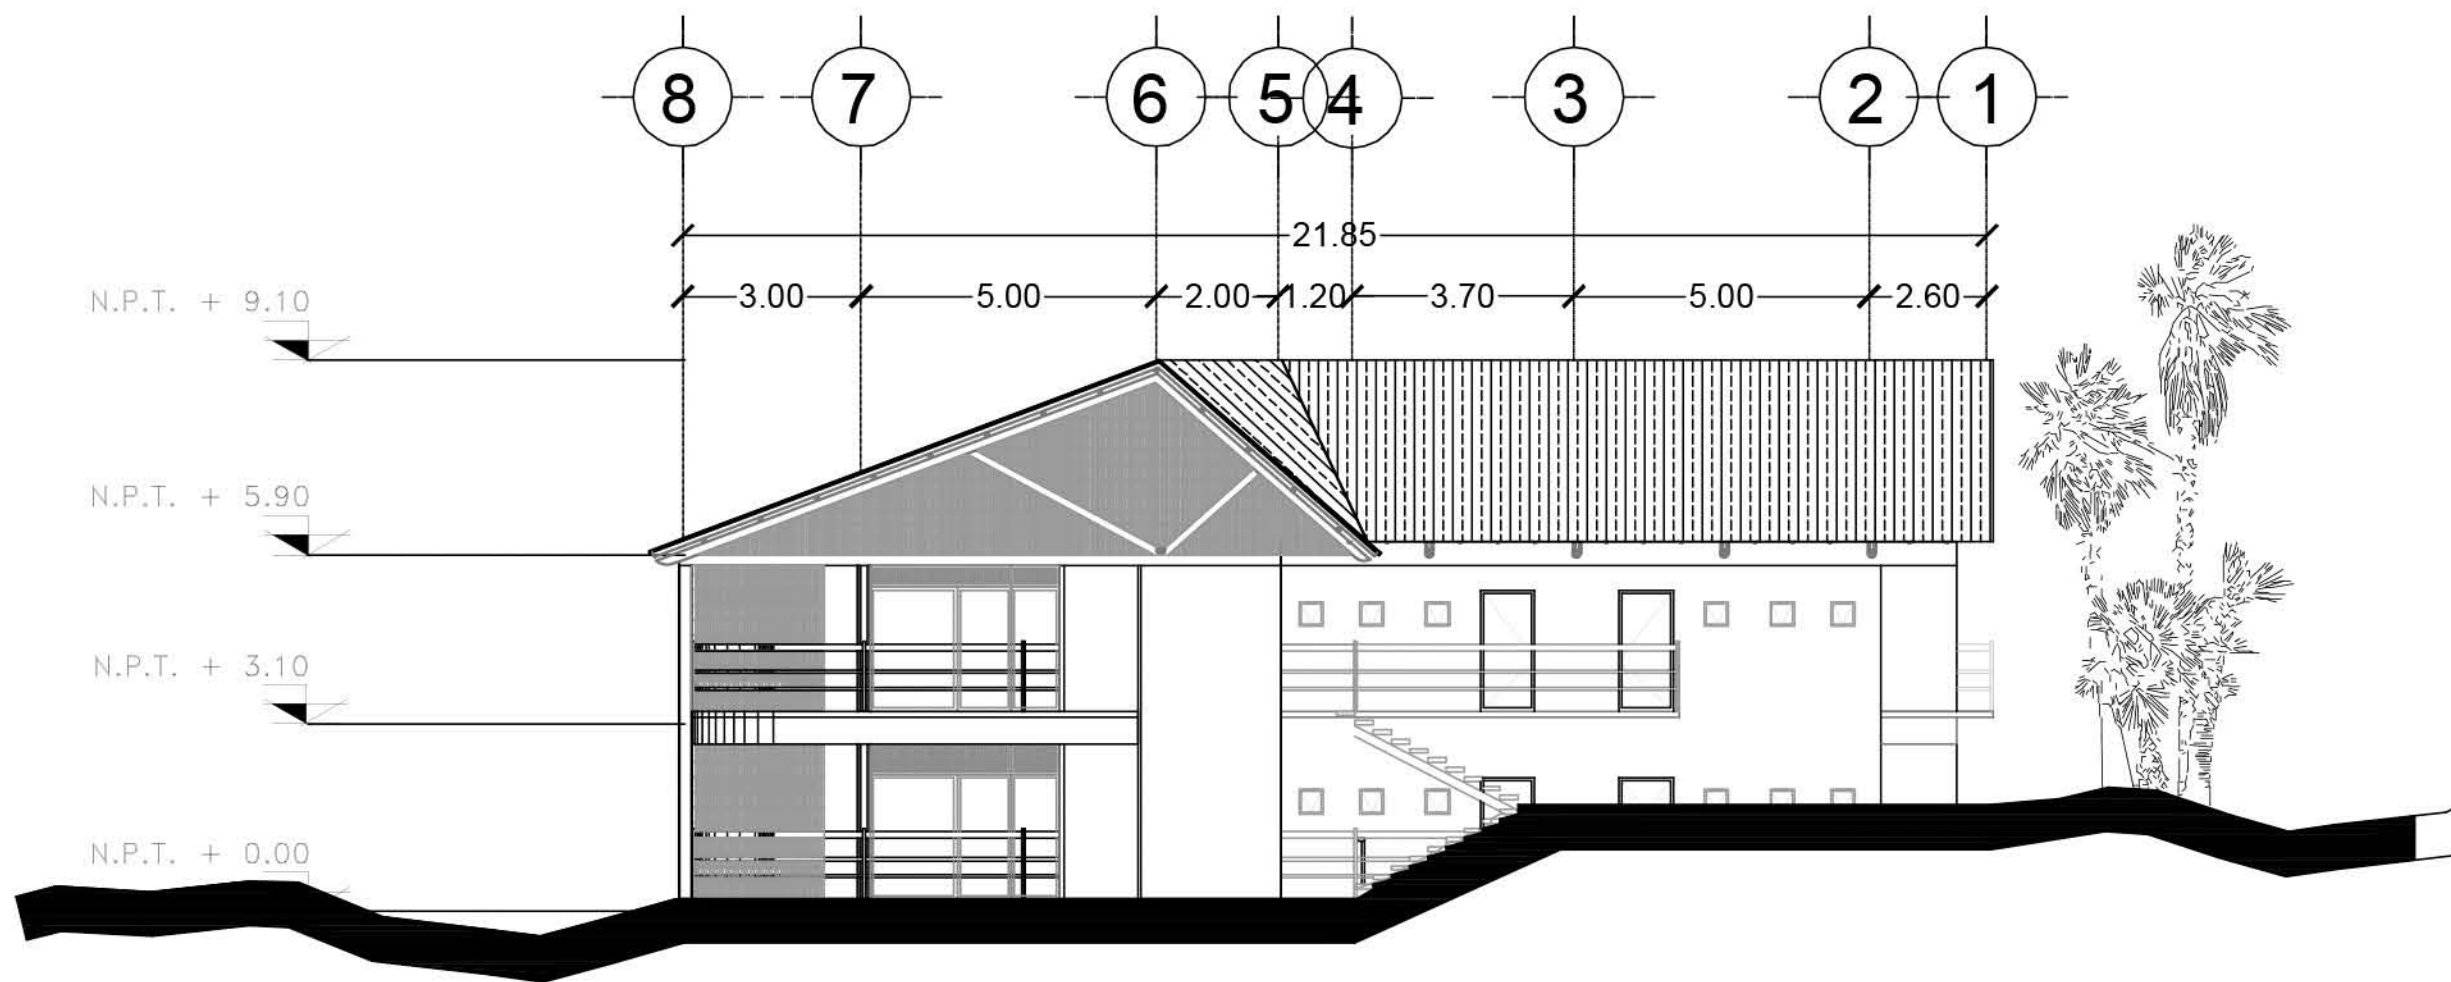 8 7 6 5 4 3 2 1
21.85
3.00 5.00 2.00 1.20 3.70 5.00 2.60
N.P.T. + 9.10
N.P.T. + 5.90
N.P.T. + 3.10
N.P.T. + 0.00